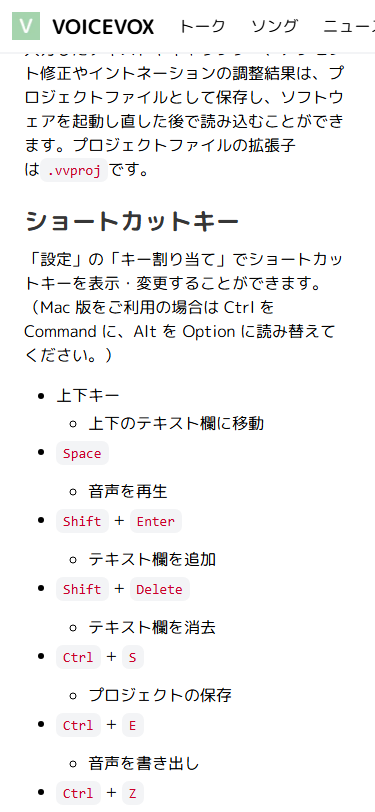 V VOICEVOX トーク ソング ニュー
ト修正やイントネーションの調整結果は、プ
ロジェクトファイルとして保存し、ソフトウ
ェアを起動し直した後で読み込むことができ
ます。プロジェクトファイルの拡張子
は .vvproj です。
ショートカットキー
「設定」の「キー割り当て」でショートカッ
トキーを表示・変更することができます。
（Mac 版をご利用の場合は Ctrl を
Command に、Alt を Option に読み替えて
ください。）
上下キー
上下のテキスト欄に移動
Space
音声を再生
Shift + Enter
テキスト欄を追加
Shift + Delete
テキスト欄を消去
Ctrl + S
プロジェクトの保存
Ctrl + E
音声を書き出し
Ctrl + Z